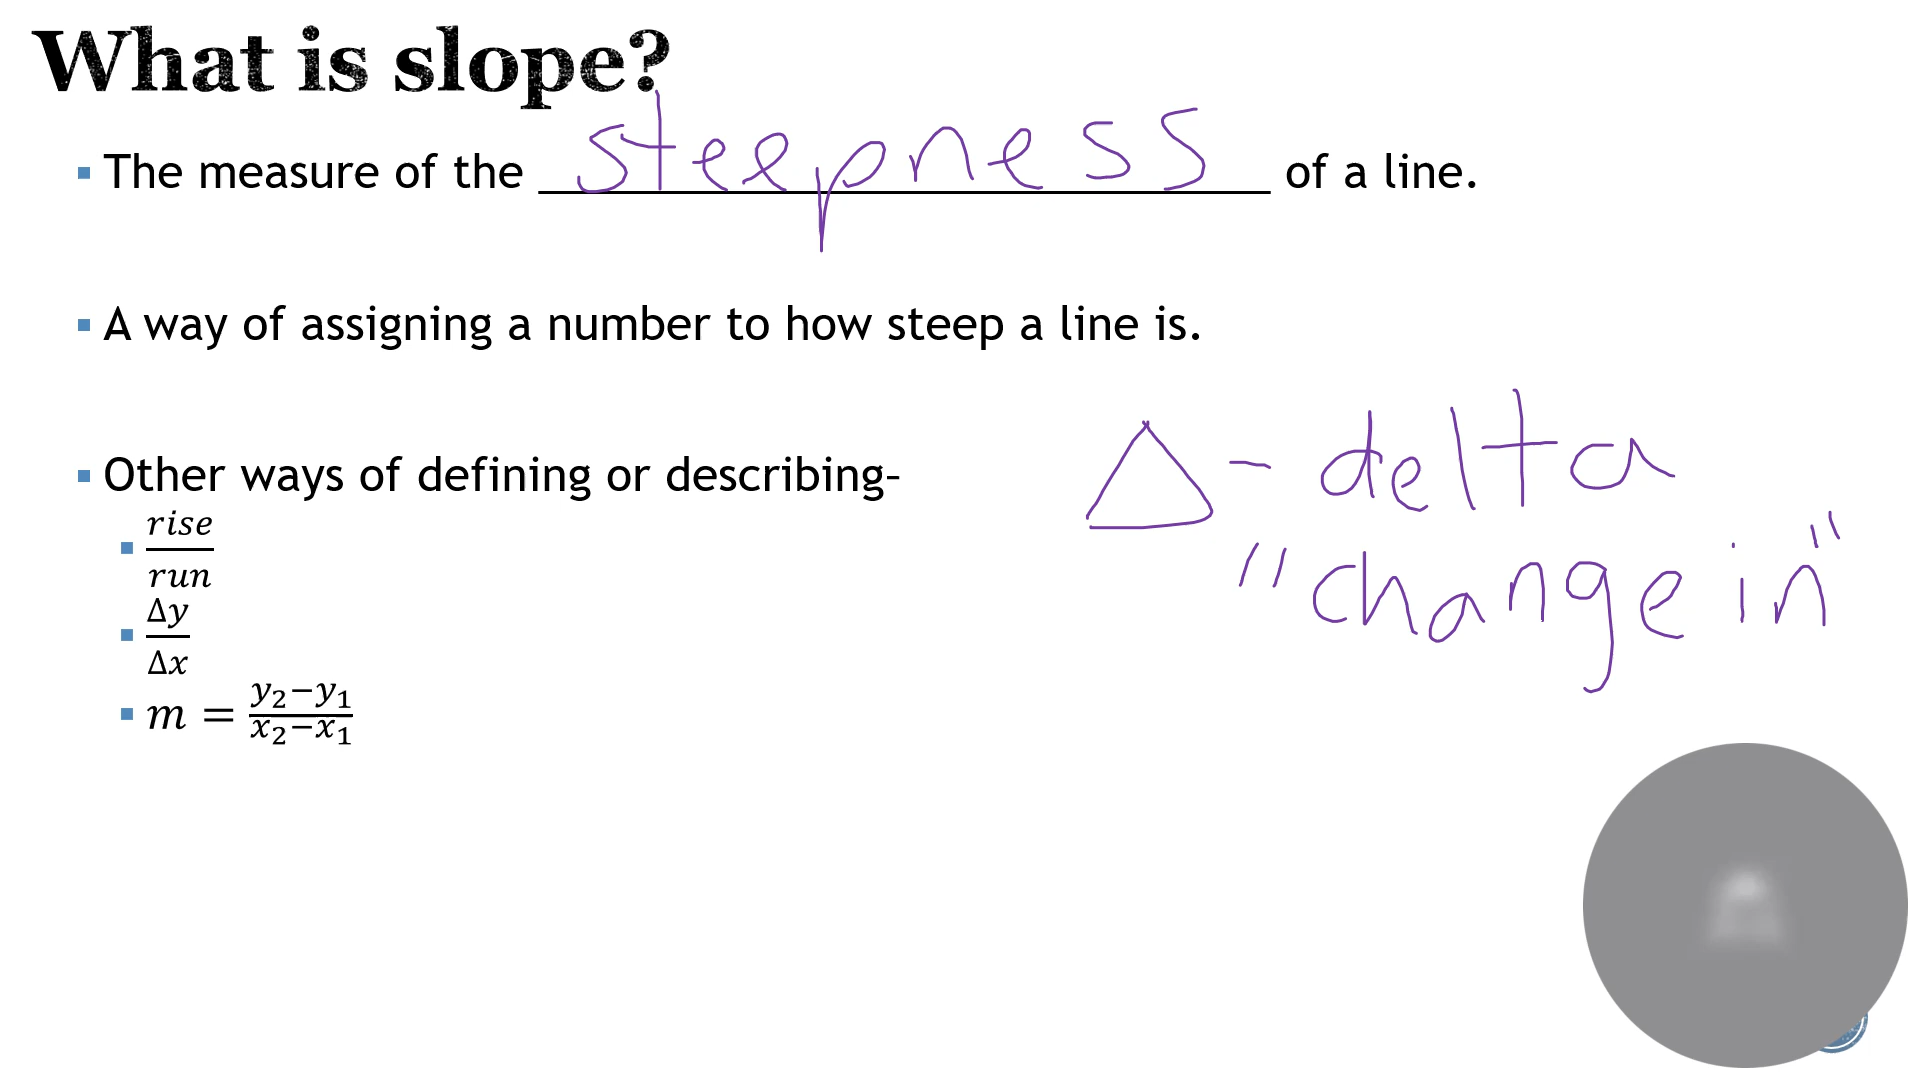 What is slope?
▪ The measure of the steepness of a line.
▪ A way of assigning a number to how steep a line is.
▪ Other ways of defining or describing–
Δ - delta
"change in"
▪ rise/run
▪ Δy/Δx
▪ m = y₂−y₁/x₂−x₁